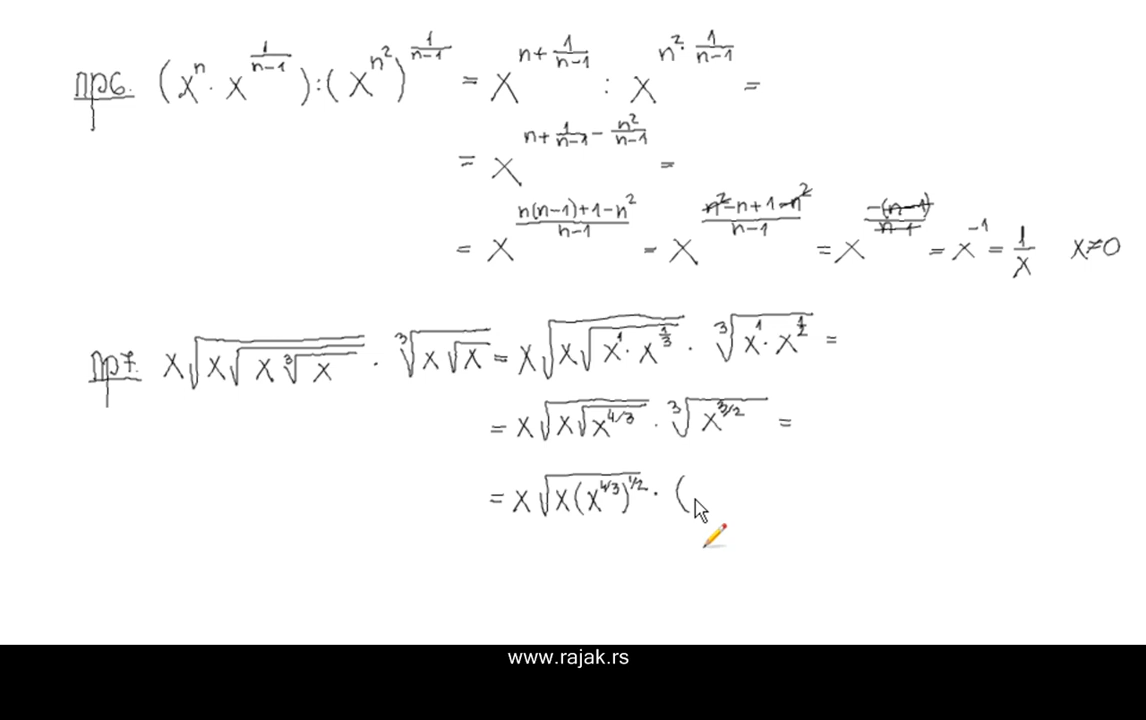 пр6. (xⁿ · x^(1/(n-1))) : (x^(n²))^(1/(n-1)) = x^(n+1/(n-1)) : x^(n²·1/(n-1)) =
= x^(n+1/(n-1)-n²/(n-1)) =
= x^((n(n-1)+1-n²)/(n-1)) = x^((n²-n+1-n²)/(n-1)) = x^(-(n-1)/(n-1)) = x⁻¹ = 1/x x≠0
пр7. x√(x√(x∛x)) · ∛(x√x) = x√(x√(x¹·x^(1/3))) · ∛(x¹·x^(1/2)) =
= x√(x√(x^(4/3))) · ∛(x^(3/2)) =
= x√(x(x^(4/3))^(1/2)) · (
www.rajak.rs